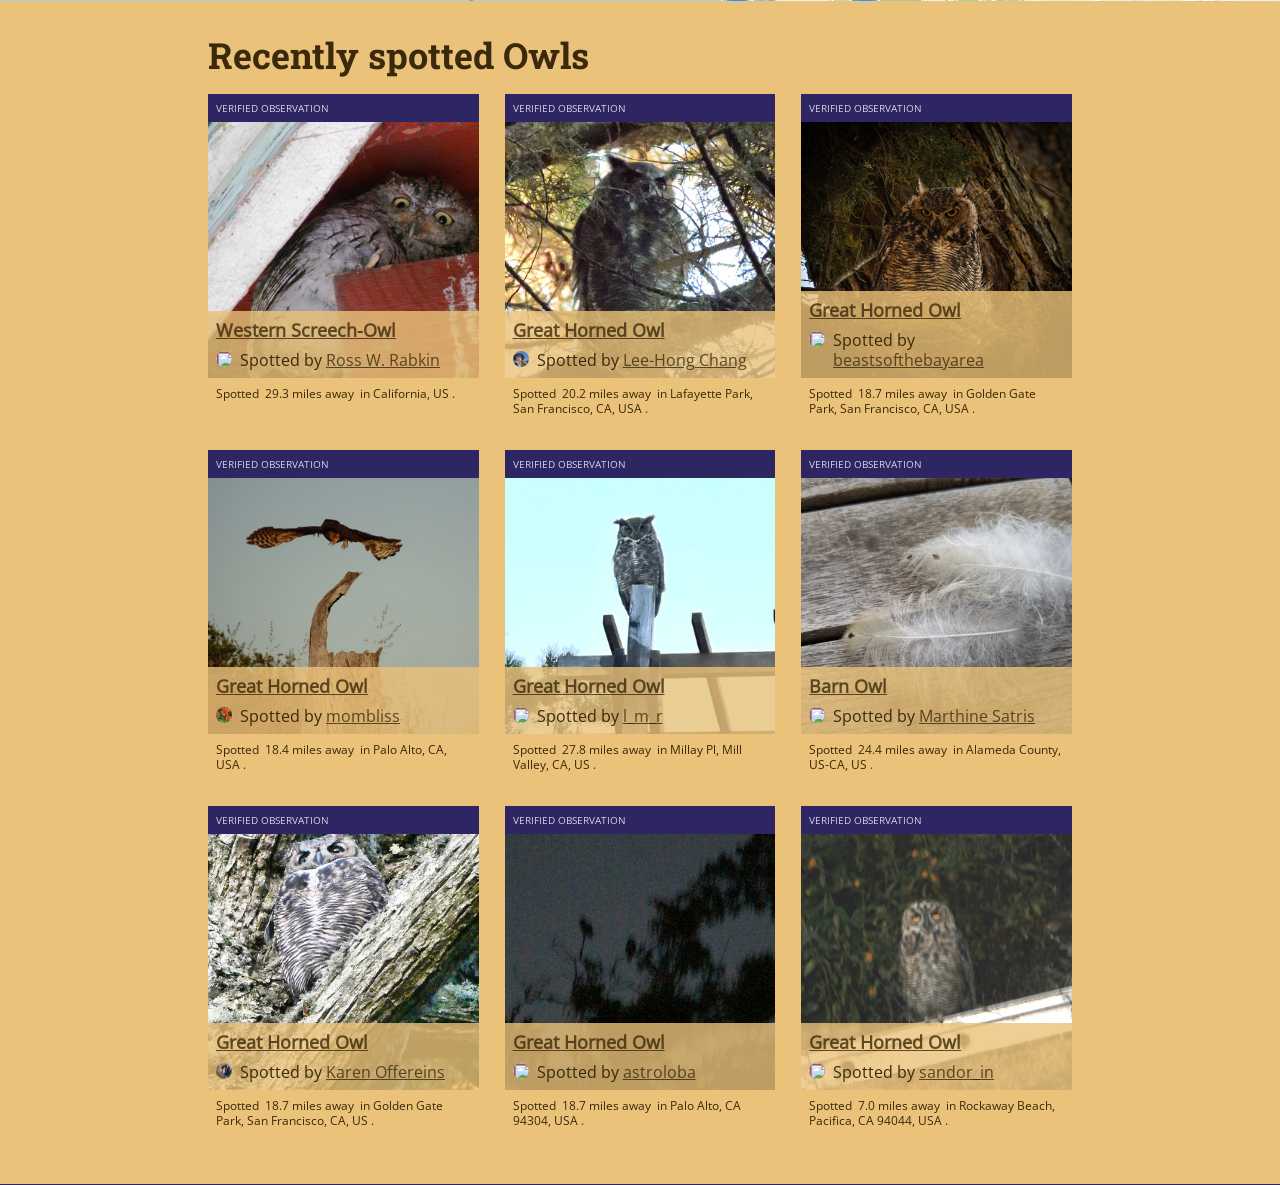 Recently spotted Owls
VERIFIED OBSERVATION
Western Screech-Owl
Spotted by Ross W. Rabkin
Spotted 29.3 miles away in California, US .
VERIFIED OBSERVATION
Great Horned Owl
Spotted by Lee-Hong Chang
Spotted 20.2 miles away in Lafayette Park,
San Francisco, CA, USA .
VERIFIED OBSERVATION
Great Horned Owl
Spotted by
beastsofthebayarea
Spotted 18.7 miles away in Golden Gate
Park, San Francisco, CA, USA .
VERIFIED OBSERVATION
Great Horned Owl
Spotted by mombliss
Spotted 18.4 miles away in Palo Alto, CA,
USA .
VERIFIED OBSERVATION
Great Horned Owl
Spotted by l_m_r
Spotted 27.8 miles away in Millay Pl, Mill
Valley, CA, US .
VERIFIED OBSERVATION
Barn Owl
Spotted by Marthine Satris
Spotted 24.4 miles away in Alameda County,
US-CA, US .
VERIFIED OBSERVATION
Great Horned Owl
Spotted by Karen Offereins
Spotted 18.7 miles away in Golden Gate
Park, San Francisco, CA, US .
VERIFIED OBSERVATION
Great Horned Owl
Spotted by astroloba
Spotted 18.7 miles away in Palo Alto, CA
94304, USA .
VERIFIED OBSERVATION
Great Horned Owl
Spotted by sandor_in
Spotted 7.0 miles away in Rockaway Beach,
Pacifica, CA 94044, USA .